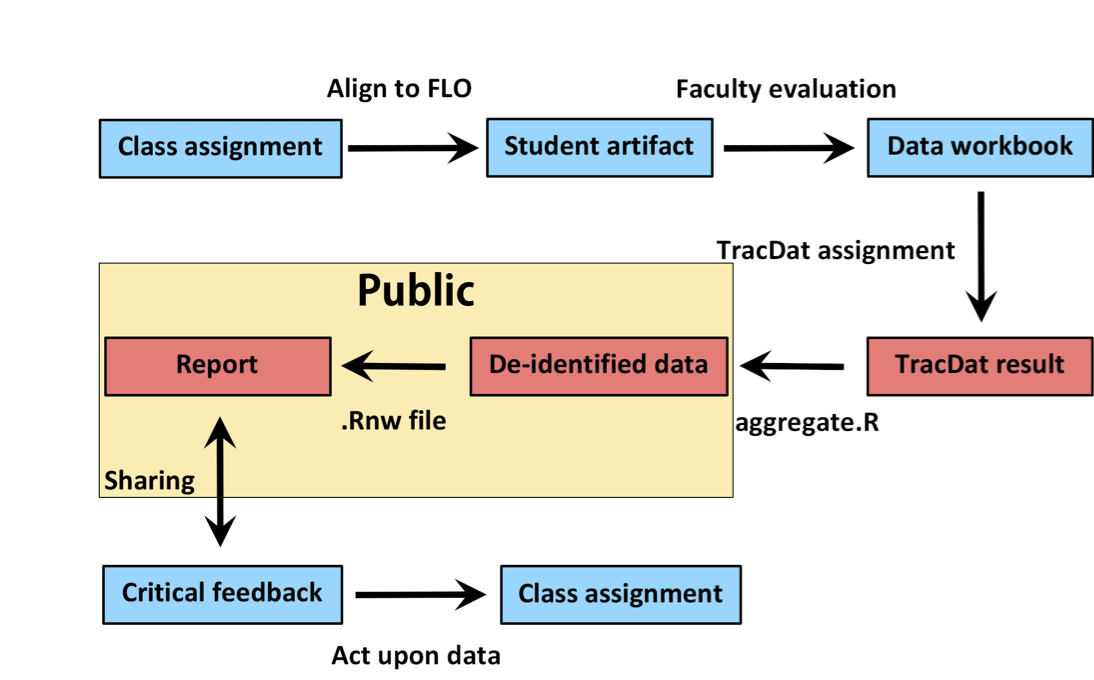 Align to FLO
Faculty evaluation
Class assignment
Student artifact
Data workbook
TracDat assignment
Public
Report
De-identified data
TracDat result
.Rnw file
aggregate.R
Sharing
Critical feedback
Class assignment
Act upon data